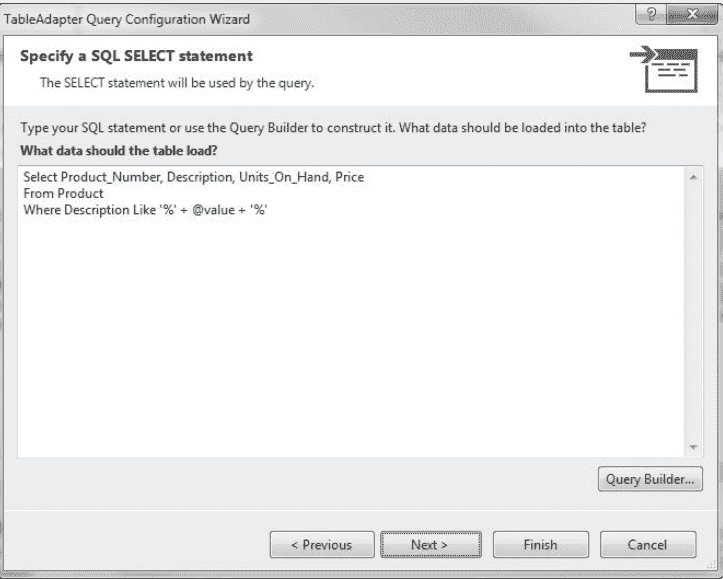 TableAdapter Query Configuration Wizard
Specify a SQL SELECT statement
The SELECT statement will be used by the query.
Type your SQL statement or use the Query Builder to construct it. What data should be loaded into the table?
What data should the table load?
Select Product_Number, Description, Units_On_Hand, Price
From Product
Where Description Like '%' + @value + '%'
Query Builder...
< Previous
Next >
Finish
Cancel